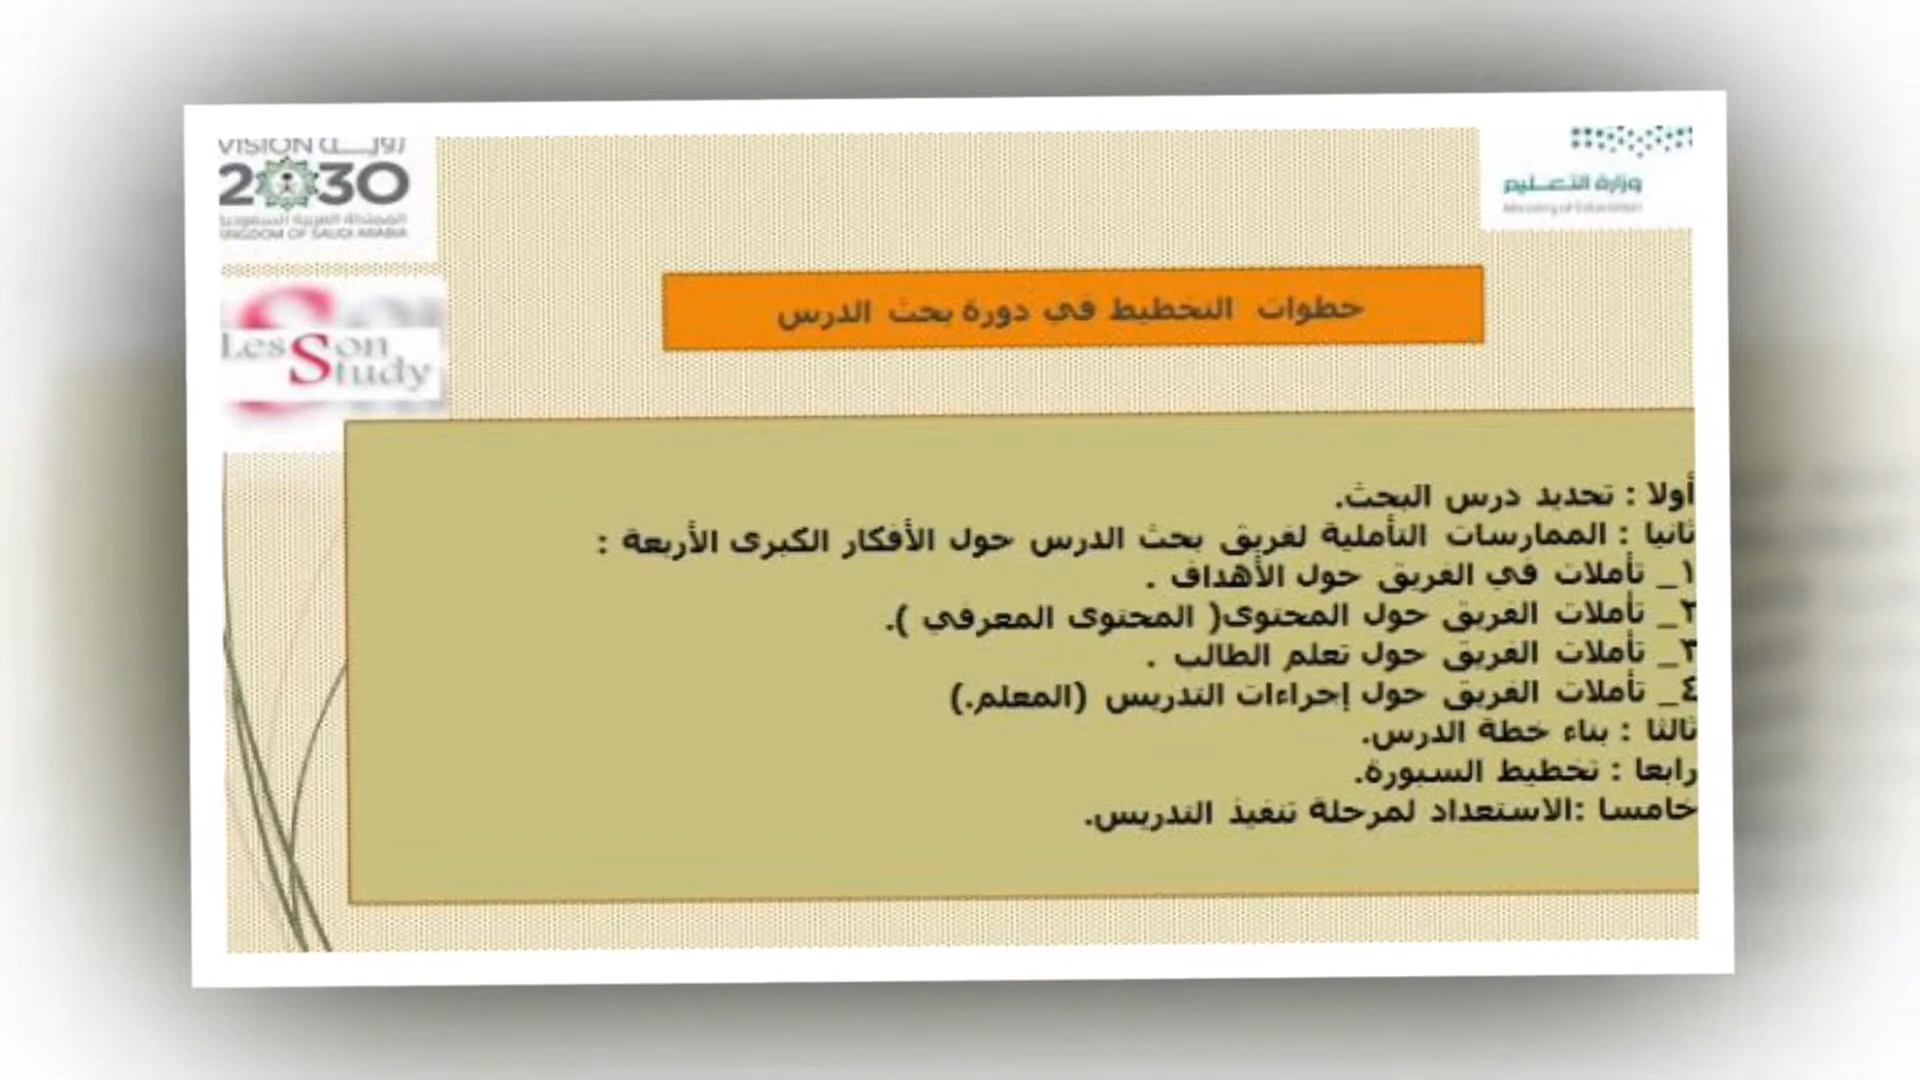 VISION رؤيـــة
2030
المملكة العربية السعودية
KINGDOM OF SAUDI ARABIA
وزارة التعـــليم
Ministry of Education
Lesson
Study
خطوات التخطيط في دورة بحث الدرس
أولا : تحديد درس البحث.
ثانيا : الممارسات التأملية لفريق بحث الدرس حول الأفكار الكبرى الأربعة :
١_ تأملات في الفريق حول الأهداف .
٢_ تأملات الفريق حول المحتوى( المحتوى المعرفي ).
٣_ تأملات الفريق حول تعلم الطالب .
٤_ تأملات الفريق حول إجراءات التدريس (المعلم.)
ثالثا : بناء خطة الدرس.
رابعا : تخطيط السبورة.
خامسا :الاستعداد لمرحلة تنفيذ التدريس.